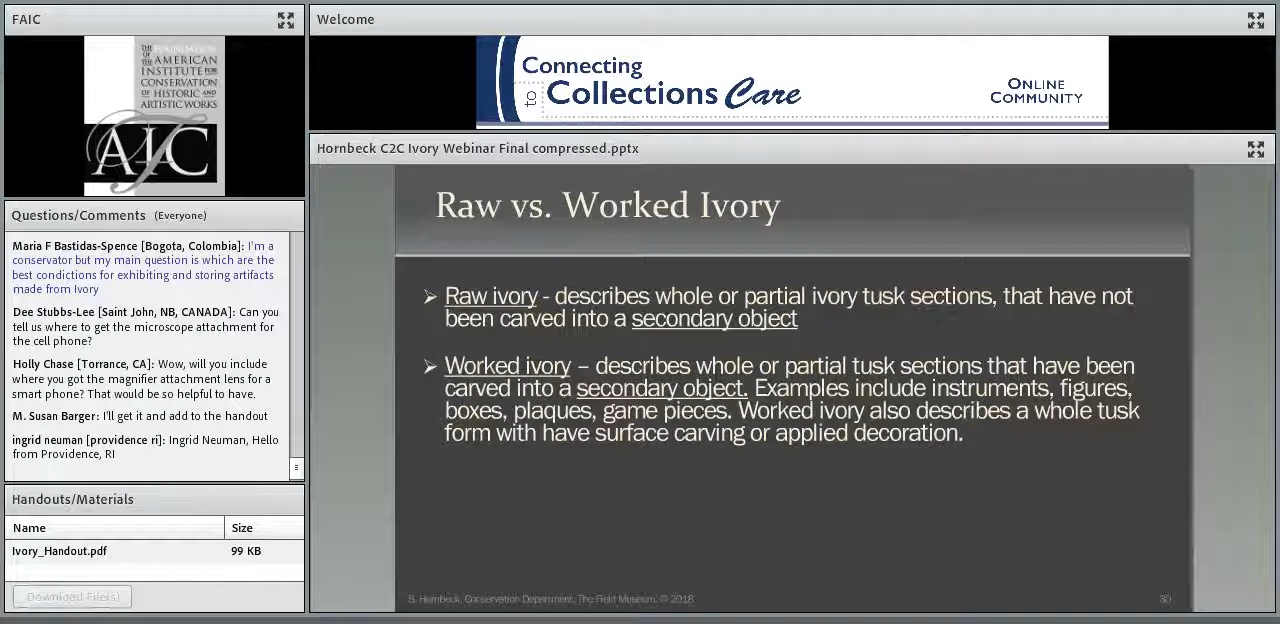 FAIC
THE FOUNDATION
OF THE AMERICAN
INSTITUTE FOR
CONSERVATION
OF HISTORIC AND
ARTISTIC WORKS
AIC
Welcome
Connecting
to Collections Care
ONLINE
COMMUNITY
Questions/Comments (Everyone)
Maria F Bastidas-Spence [Bogota, Colombia]: I'm a
conservator but my main question is which are the
best condictions for exhibiting and storing artifacts
made from Ivory
Dee Stubbs-Lee [Saint John, NB, CANADA]: Can you
tell us where to get the microscope attachment for
the cell phone?
Holly Chase [Torrance, CA]: Wow, will you include
where you got the magnifier attachment lens for a
smart phone? That would be so helpful to have.
M. Susan Barger: I'll get it and add to the handout
ingrid neuman [providence ri]: Ingrid Neuman, Hello
from Providence, RI
Handouts/Materials
Name Size
Ivory_Handout.pdf 99 KB
Download File(s)
Hornbeck C2C Ivory Webinar Final compressed.pptx
Raw vs. Worked Ivory
➢ Raw ivory - describes whole or partial ivory tusk sections, that have not
been carved into a secondary object
➢ Worked ivory – describes whole or partial tusk sections that have been
carved into a secondary object. Examples include instruments, figures,
boxes, plaques, game pieces. Worked ivory also describes a whole tusk
form with have surface carving or applied decoration.
S. Hornbeck, Conservation Department, The Field Museum. © 2018
30